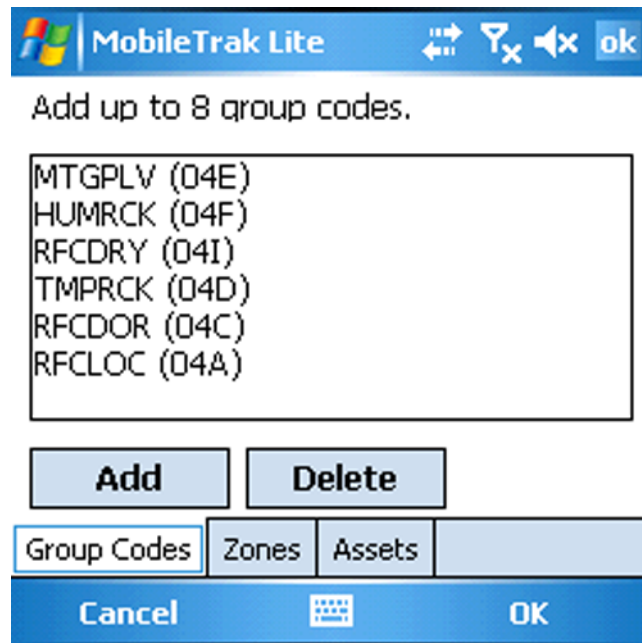 MobileTrak Lite ok
Add up to 8 group codes.
MTGPLV (04E)
HUMRCK (04F)
RFCDRY (04I)
TMPRCK (04D)
RFCDOR (04C)
RFCLOC (04A)
Add Delete
Group Codes Zones Assets
Cancel OK